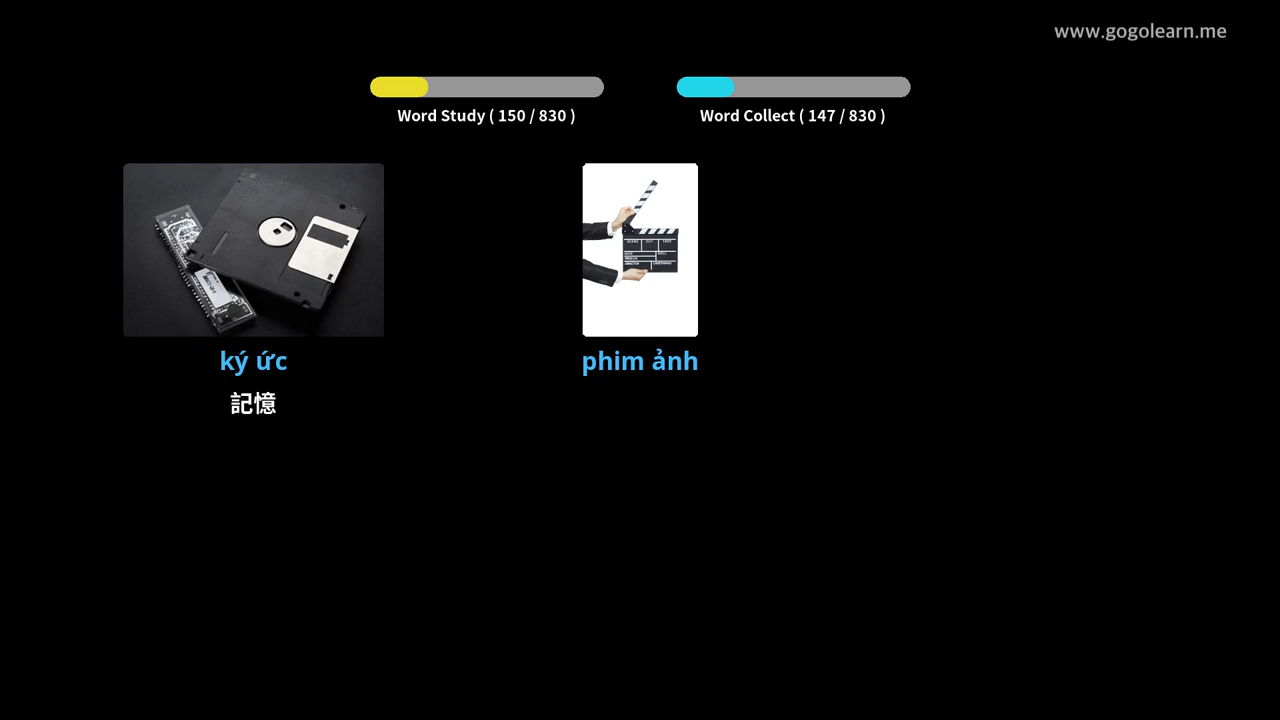 www.gogolearn.me
Word Study ( 150 / 830 )
Word Collect ( 147 / 830 )
ký ức
記憶
phim ảnh